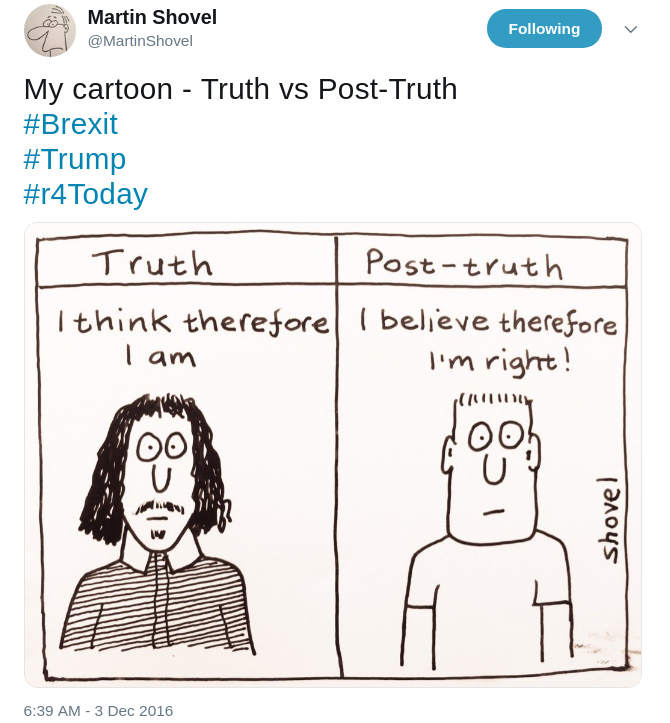 Martin Shovel
@MartinShovel
Following
My cartoon - Truth vs Post-Truth
#Brexit
#Trump
#r4Today
Truth
I think therefore
I am
Post-truth
I believe therefore
I'm right!
shovel
6:39 AM - 3 Dec 2016